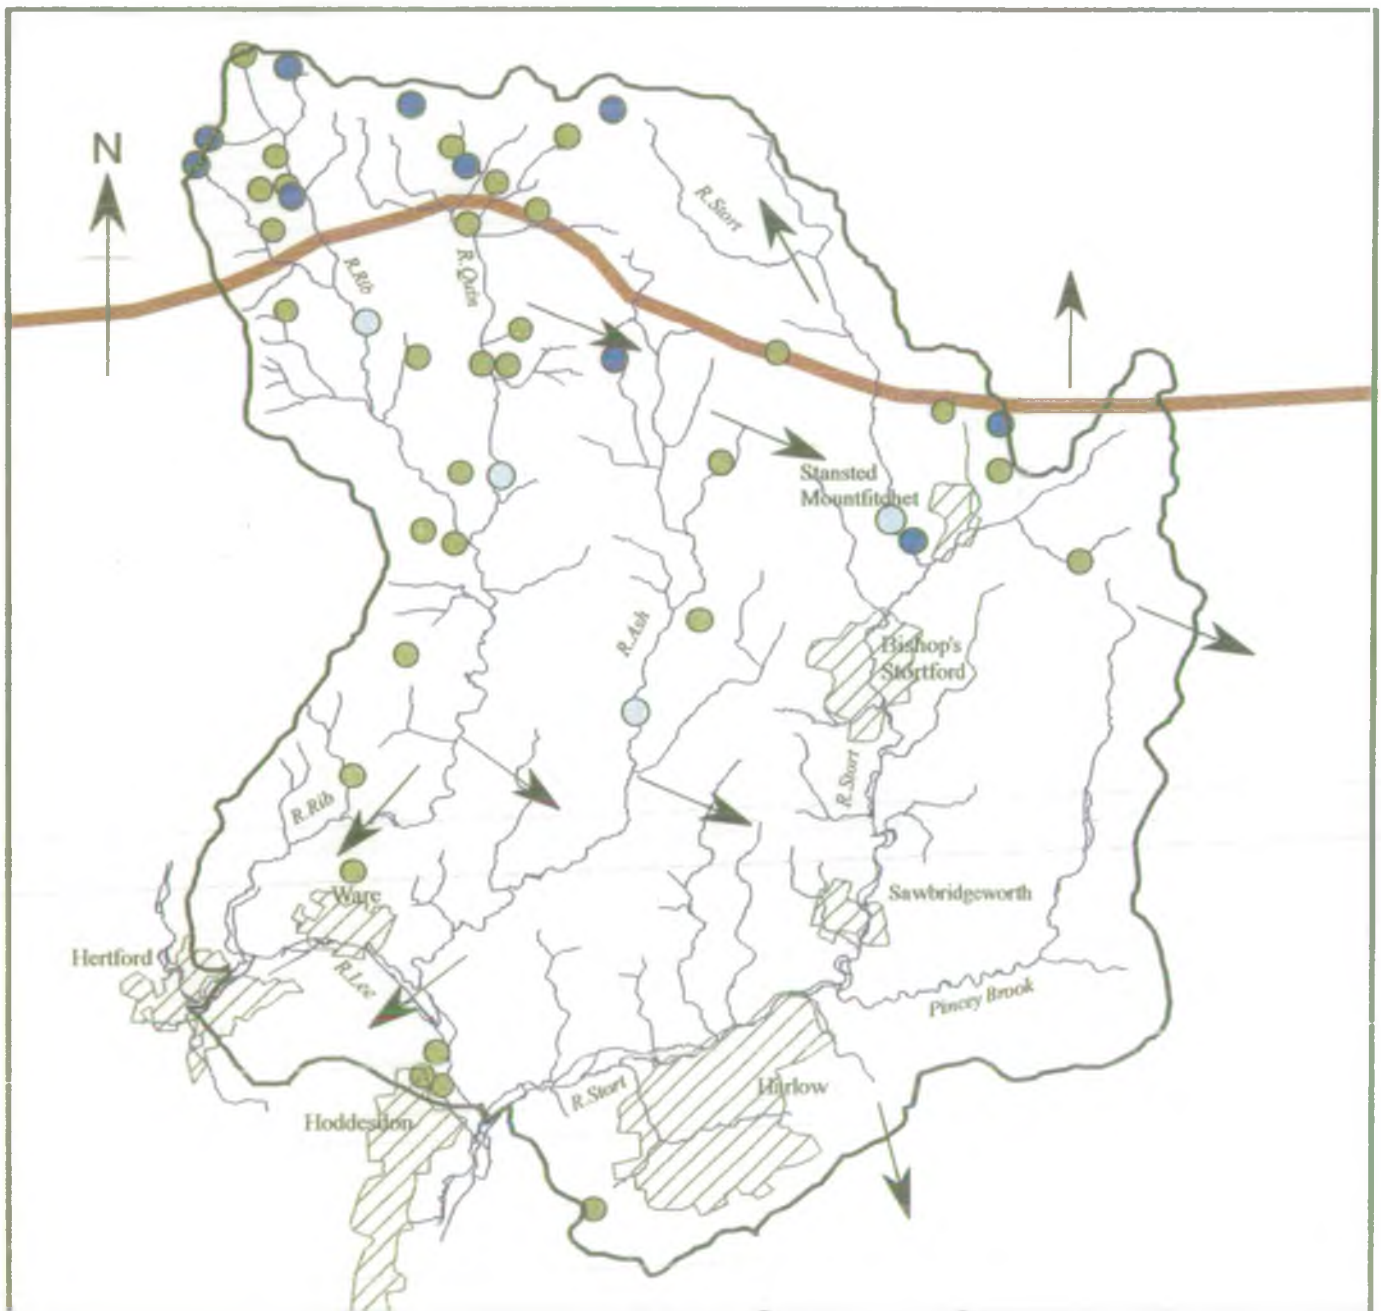 N
R.Stort
R.Rib
R.Quin
Stansted
Mountfitchet
R.Ash
Bishop's
Stortford
R.Stort
R.Rib
Ware
Sawbridgeworth
Hertford
R.Lee
Pincey Brook
R.Stort
Harlow
Hoddesdon